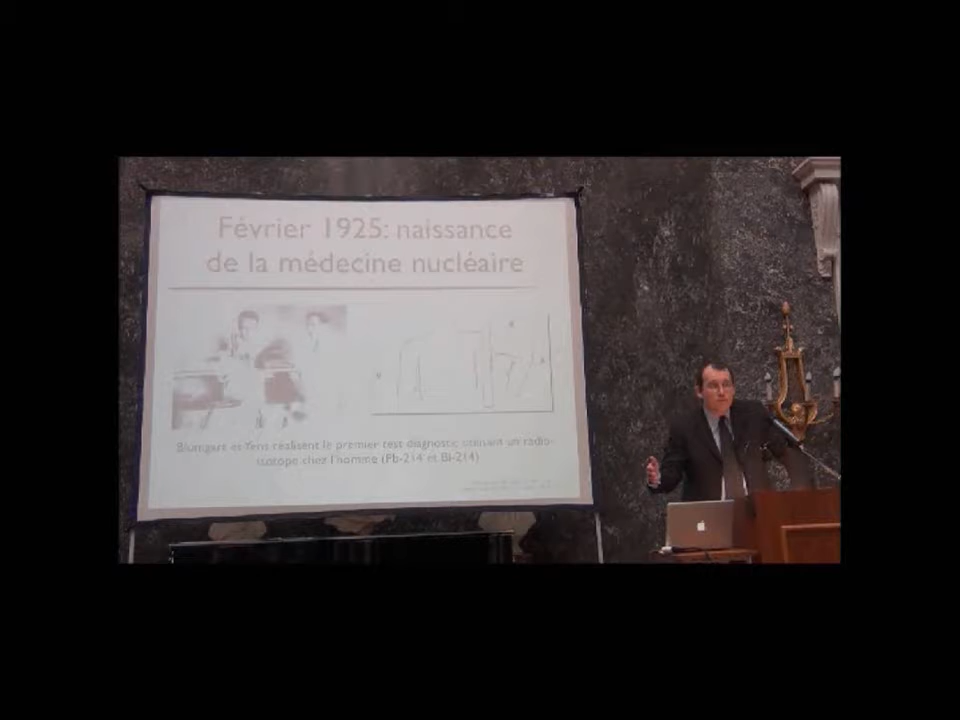 Février 1925: naissance
de la médecine nucléaire
Blumgart et Yens réalisent le premier test diagnostic utilisant un radio-
isotope chez l'homme (Pb-214 et Bi-214)